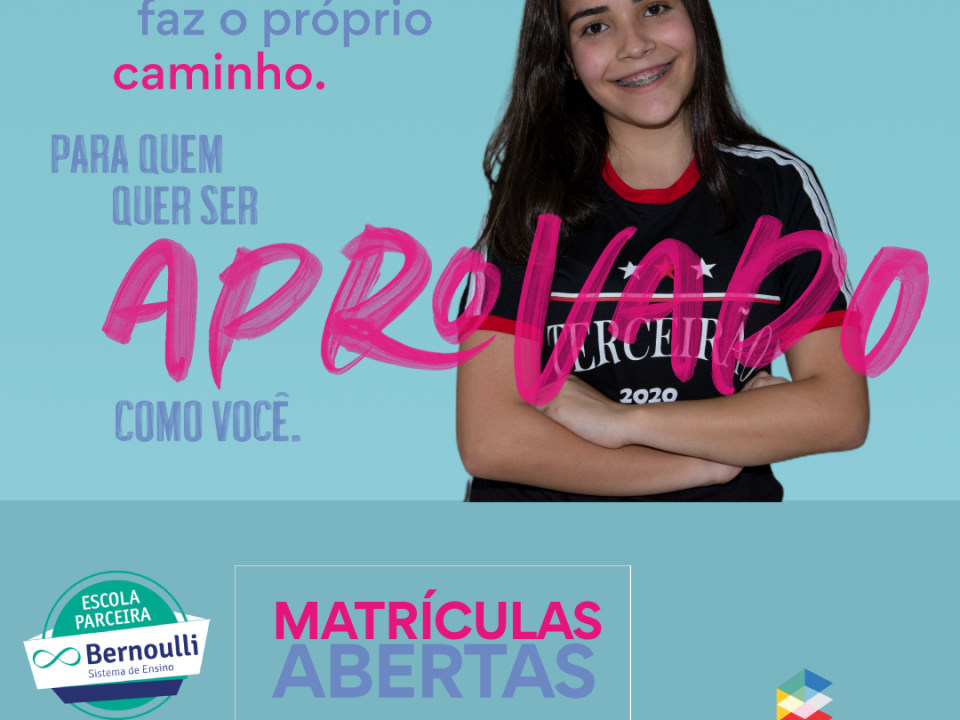 faz o próprio
caminho.
PARA QUEM
QUER SER
APROVADO
COMO VOCÊ.
TERCEIRÃO
2020
ESCOLA
PARCEIRA
Bernoulli
Sistema de Ensino
MATRÍCULAS
ABERTAS